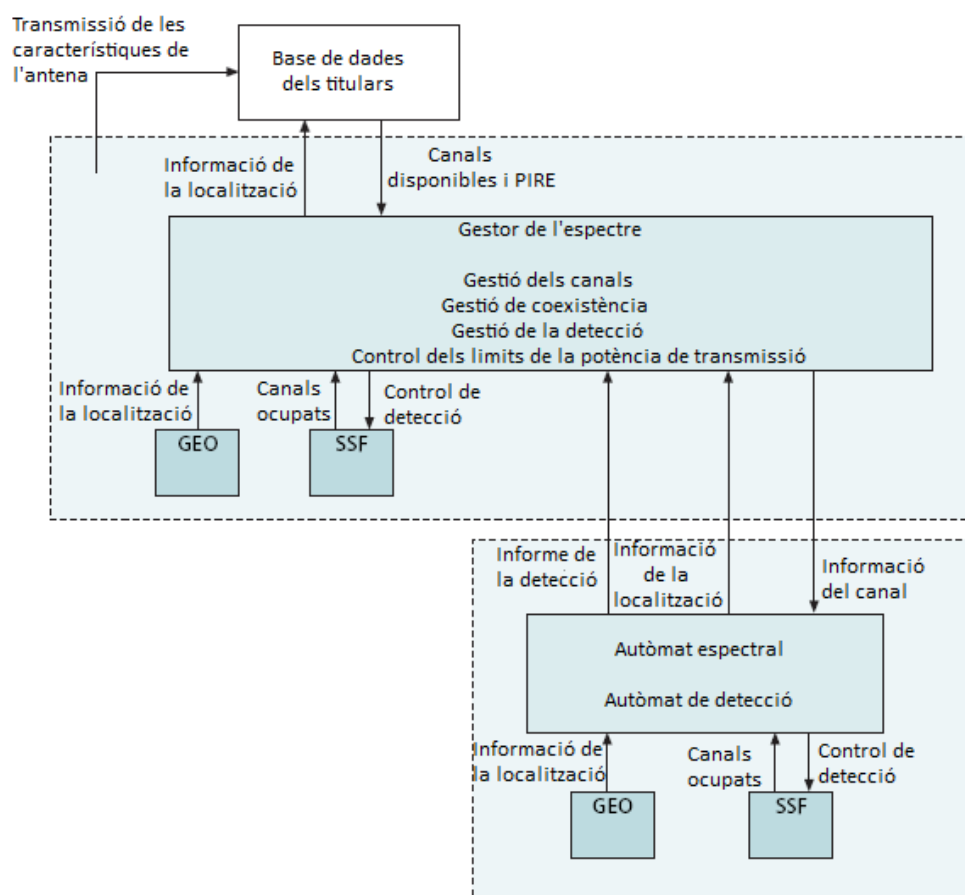 Transmissió de les
característiques de
l'antena
Base de dades
dels titulars
Informació de
la localització
Canals
disponibles i PIRE
Gestor de l'espectre
Gestió dels canals
Gestió de coexistència
Gestió de la detecció
Control dels limits de la potència de transmissió
Informació de
la localització
Canals
ocupats
Control de
detecció
GEO
SSF
Informe de
la detecció
Informació
de la
localització
Informació
del canal
Autòmat espectral
Autòmat de detecció
Informació de
la localització
Canals
ocupats
Control de
detecció
GEO
SSF